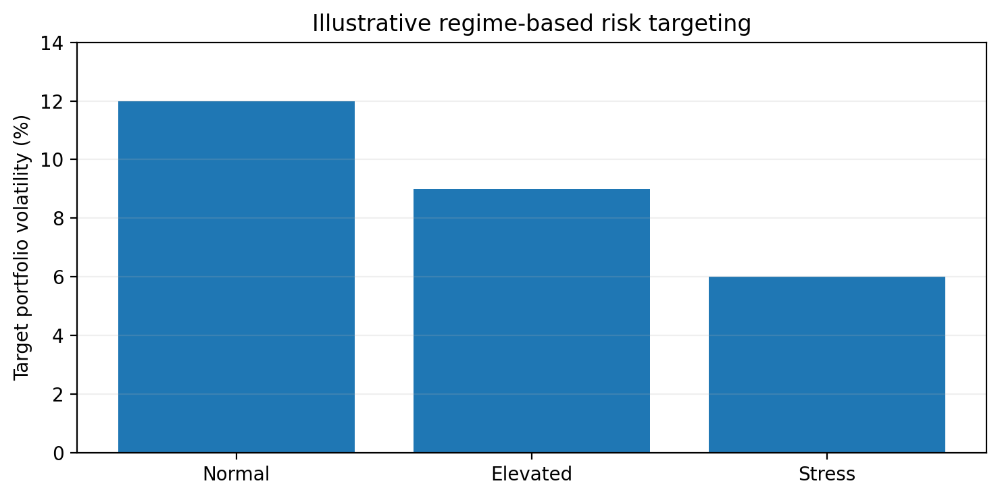 Illustrative regime-based risk targeting
Target portfolio volatility (%)
14
12
10
8
6
4
2
0
Normal
Elevated
Stress